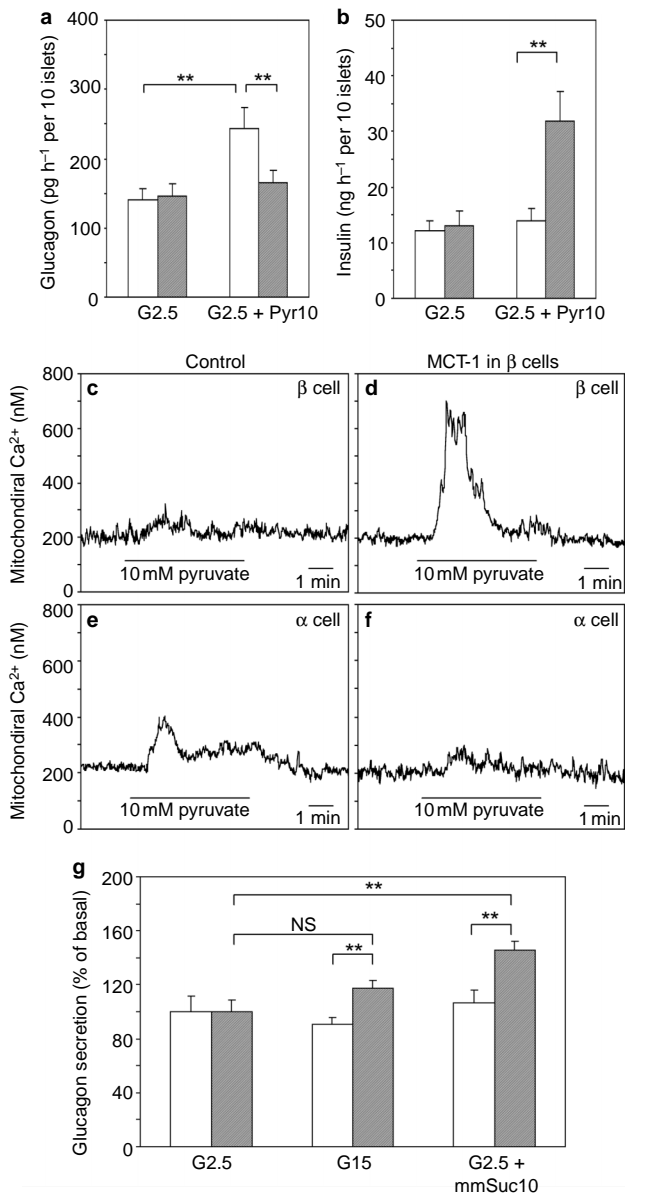 a
400
300
200
100
0
Glucagon (pg h⁻¹ per 10 islets)
**
**
G2.5
G2.5 + Pyr10
b
50
40
30
20
10
0
Insulin (ng h⁻¹ per 10 islets)
**
G2.5
G2.5 + Pyr10
Control
MCT-1 in β cells
800
600
400
200
0
Mitochondiral Ca²⁺ (nM)
c
β cell
10 mM pyruvate
1 min
d
β cell
10 mM pyruvate
1 min
800
600
400
200
0
Mitochondiral Ca²⁺ (nM)
e
α cell
10 mM pyruvate
1 min
f
α cell
10 mM pyruvate
1 min
g
200
160
120
80
40
0
Glucagon secretion (% of basal)
**
NS
**
**
G2.5
G15
G2.5 +
mmSuc10